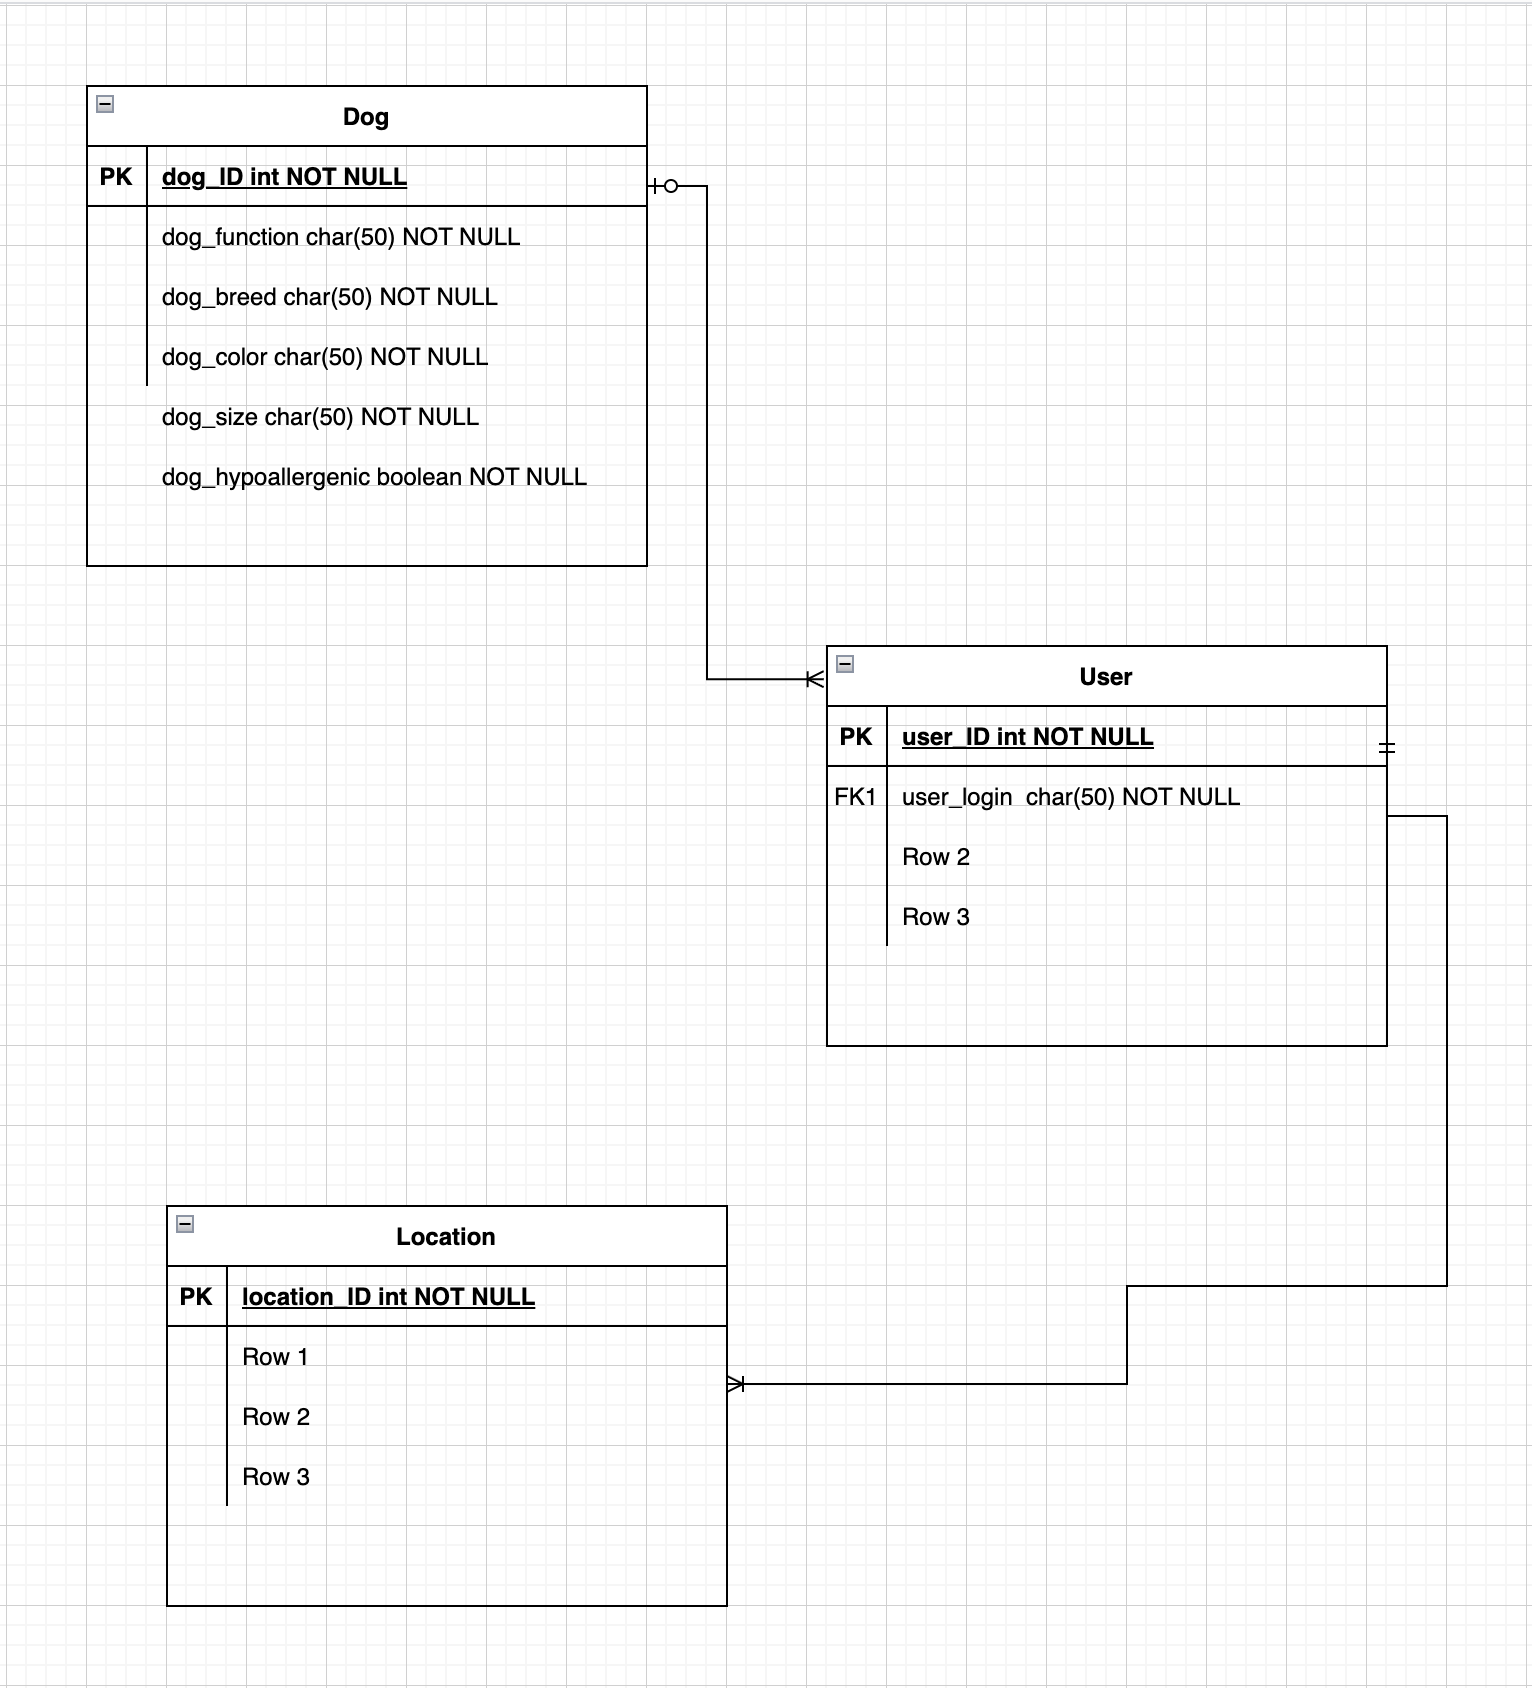 Dog
PK dog_ID int NOT NULL
dog_function char(50) NOT NULL
dog_breed char(50) NOT NULL
dog_color char(50) NOT NULL
dog_size char(50) NOT NULL
dog_hypoallergenic boolean NOT NULL
User
PK user_ID int NOT NULL
FK1 user_login  char(50) NOT NULL
Row 2
Row 3
Location
PK location_ID int NOT NULL
Row 1
Row 2
Row 3